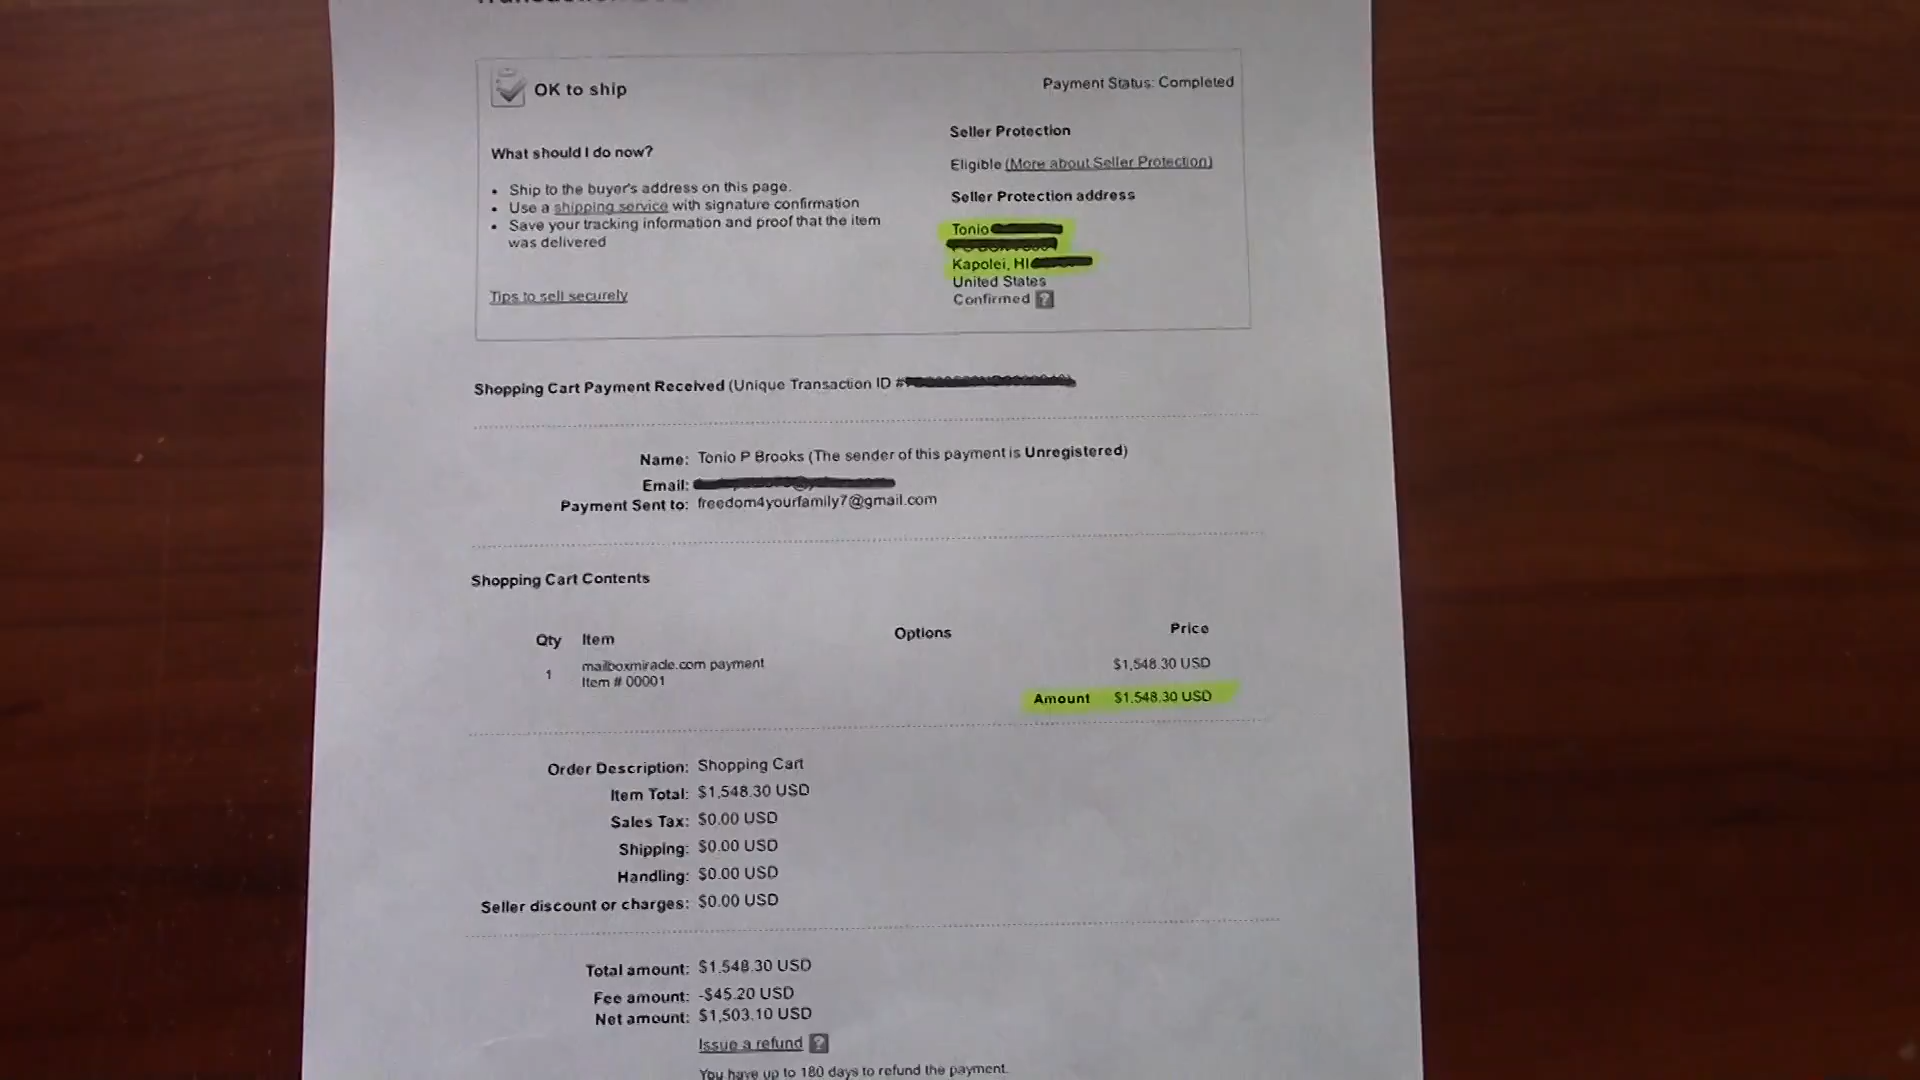 OK to ship
Payment Status: Completed
What should I do now?
Ship to the buyer's address on this page.
Use a shipping service with signature confirmation
Save your tracking information and proof that the item
was delivered
Tips to sell securely
Seller Protection
Eligible (More about Seller Protection)
Seller Protection address
Tonio
Kapolei, HI
United States
Confirmed ?
Shopping Cart Payment Received (Unique Transaction ID #
Name: Tonio P Brooks (The sender of this payment is Unregistered)
Email:
Payment Sent to: freedom4yourfamily7@gmail.com
Shopping Cart Contents
Qty Item Options Price
1 mailboxmiracle.com payment $1,548.30 USD
Item # 00001
Amount $1,548.30 USD
Order Description: Shopping Cart
Item Total: $1,548.30 USD
Sales Tax: $0.00 USD
Shipping: $0.00 USD
Handling: $0.00 USD
Seller discount or charges: $0.00 USD
Total amount: $1,548.30 USD
Fee amount: -$45.20 USD
Net amount: $1,503.10 USD
Issue a refund ?
You have up to 180 days to refund the payment.